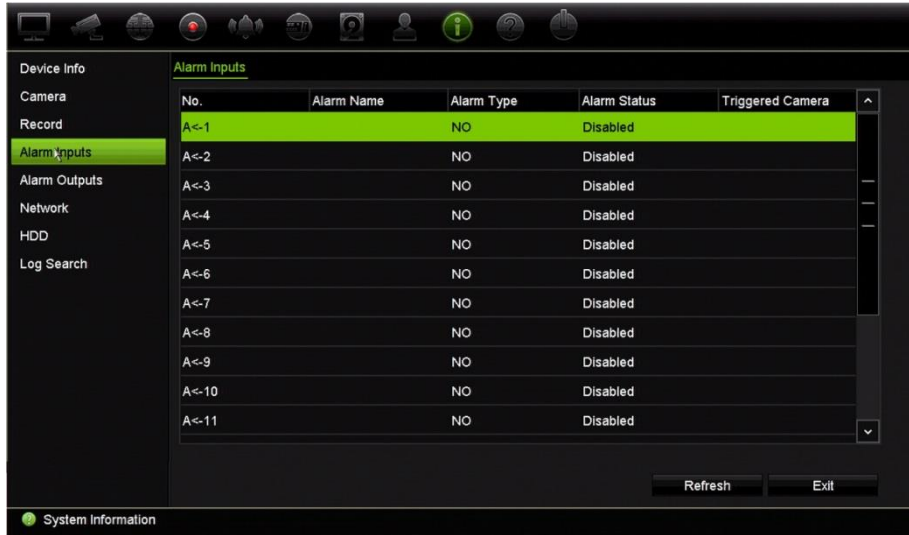 Device Info
Camera
Record
Alarm Inputs
Alarm Outputs
Network
HDD
Log Search
Alarm Inputs
No. Alarm Name Alarm Type Alarm Status Triggered Camera
A<-1 NO Disabled
A<-2 NO Disabled
A<-3 NO Disabled
A<-4 NO Disabled
A<-5 NO Disabled
A<-6 NO Disabled
A<-7 NO Disabled
A<-8 NO Disabled
A<-9 NO Disabled
A<-10 NO Disabled
A<-11 NO Disabled
Refresh Exit
System Information